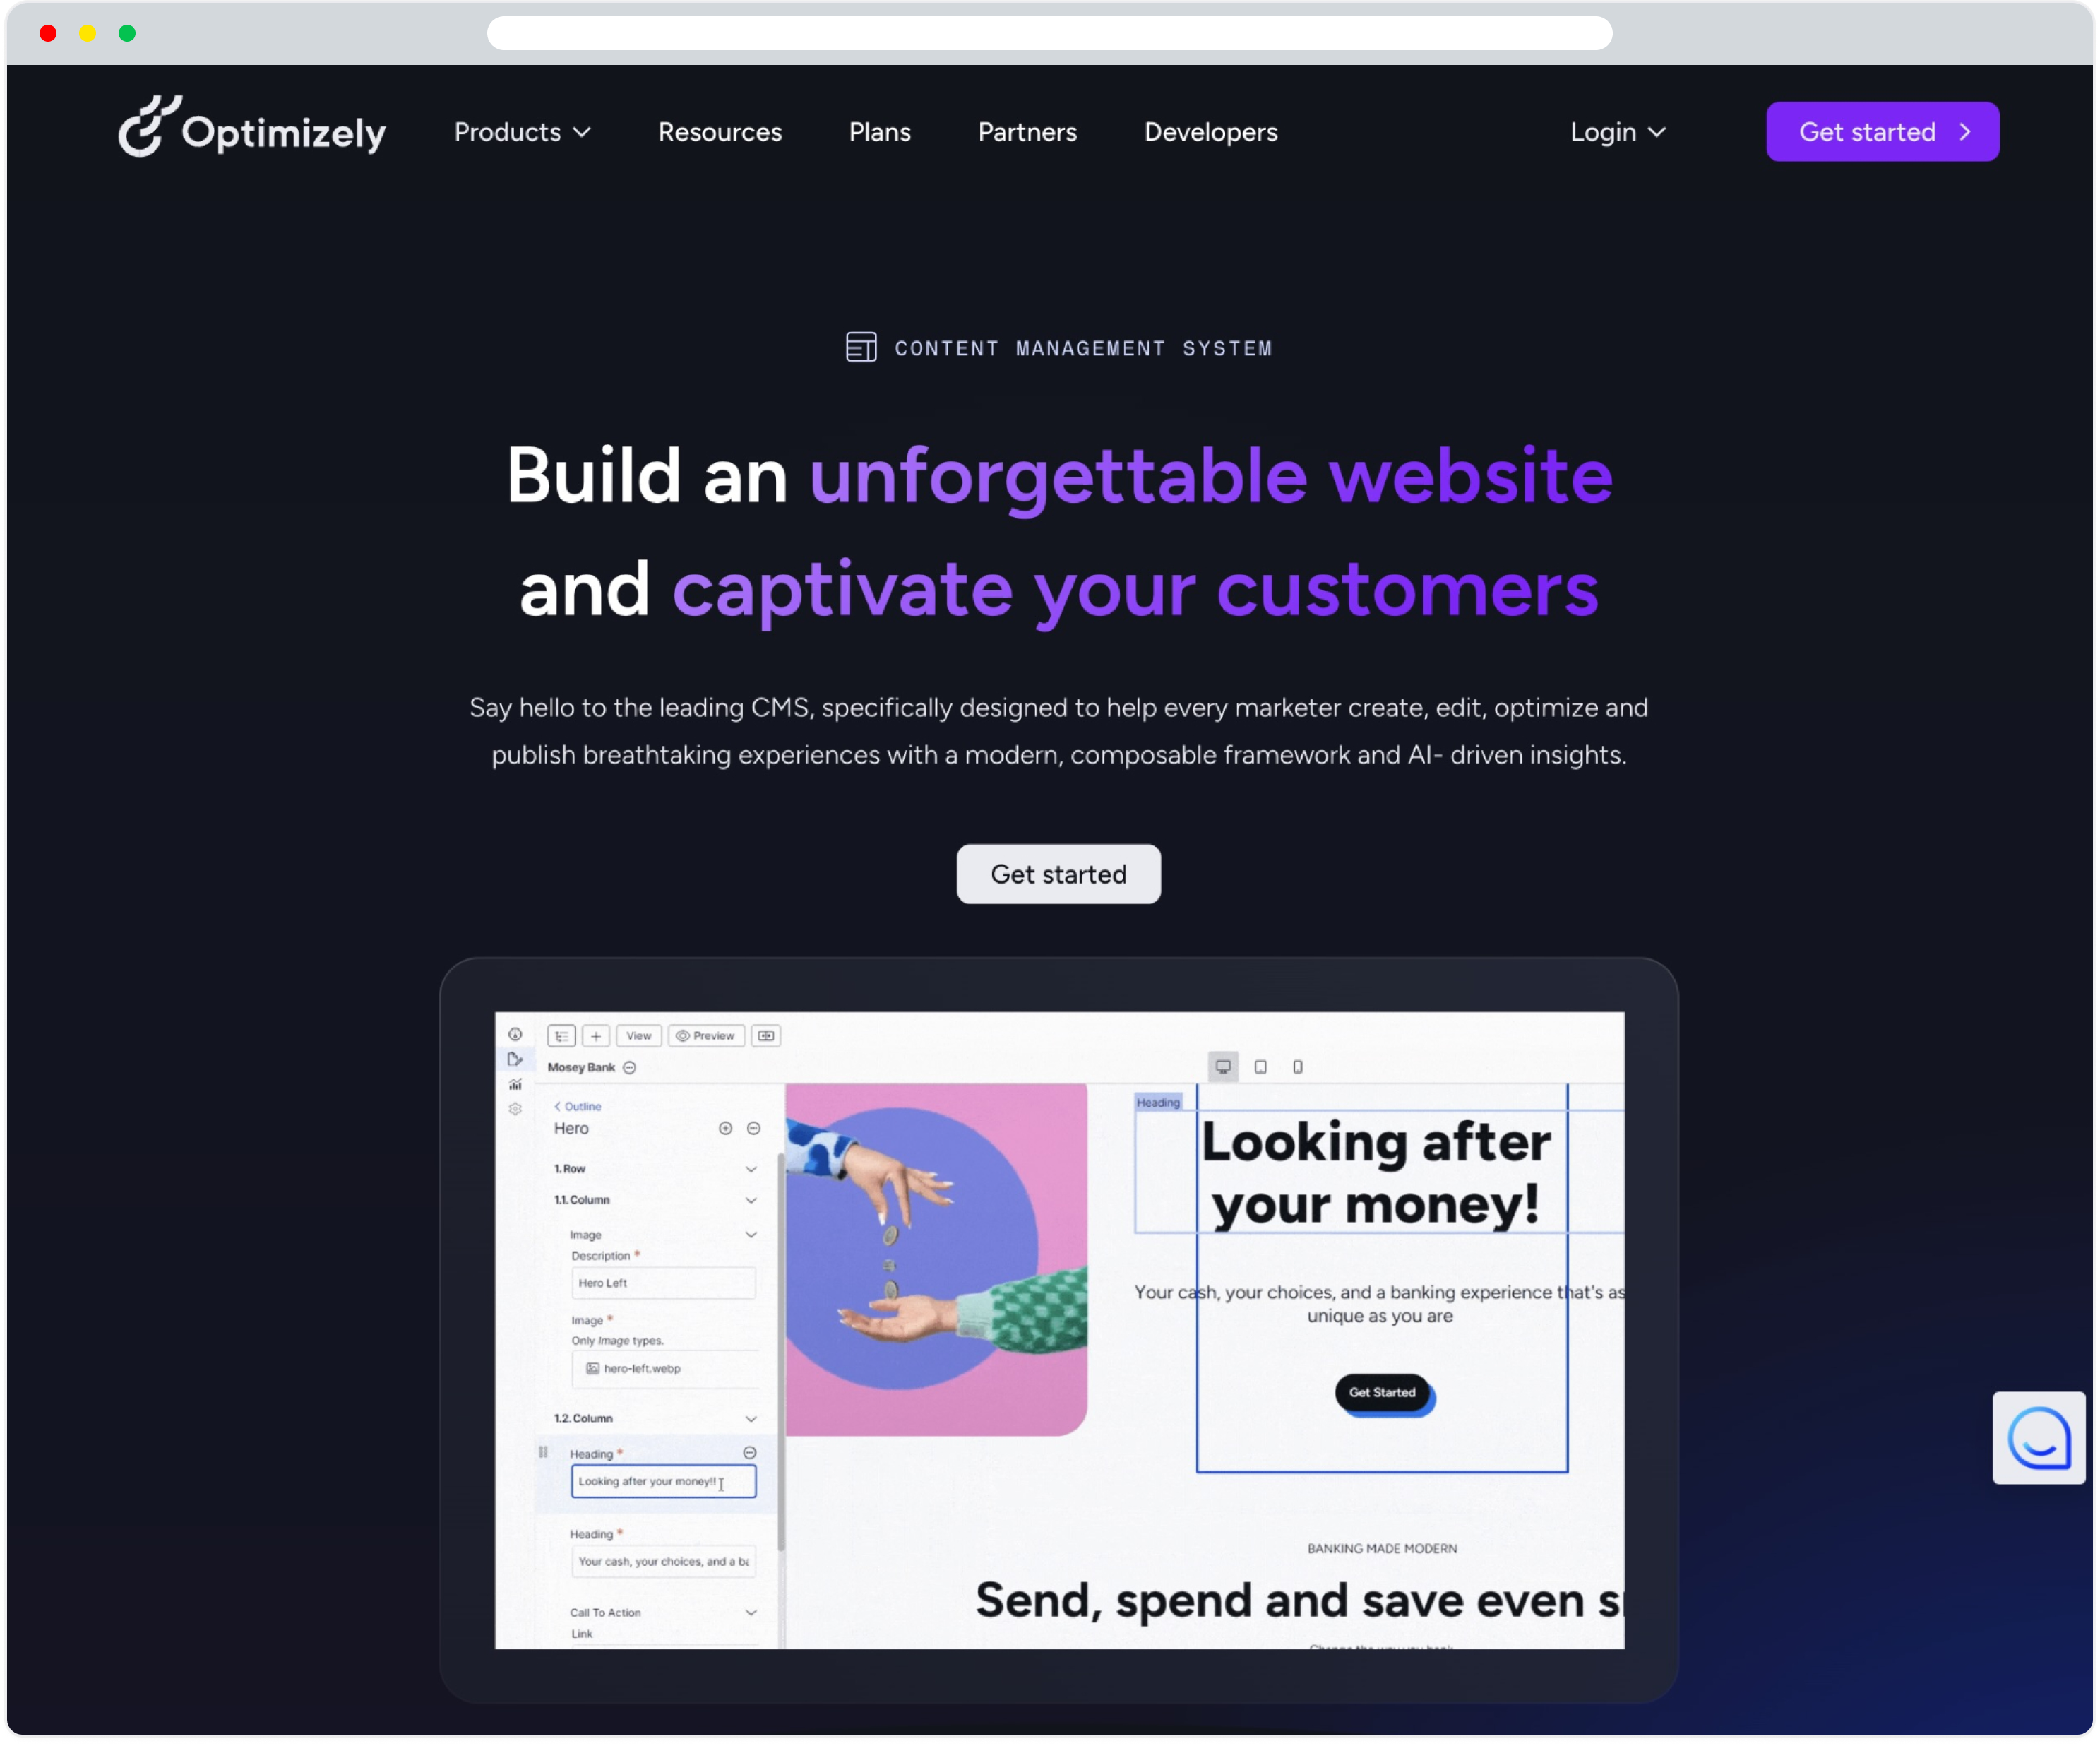 Optimizely
Products
Resources
Plans
Partners
Developers
Login
Get started
CONTENT MANAGEMENT SYSTEM
Build an unforgettable website
and captivate your customers
Say hello to the leading CMS, specifically designed to help every marketer create, edit, optimize and
publish breathtaking experiences with a modern, composable framework and AI- driven insights.
Get started
View
Preview
Mosey Bank
Outline
Hero
1. Row
1.1. Column
Image
Description *
Hero Left
Image *
Only Image types.
hero-left.webp
1.2. Column
Heading *
Looking after your money!!
Heading *
Your cash, your choices, and a ba
Call To Action
Link
Heading
Looking after
your money!
Your cash, your choices, and a banking experience that's as
unique as you are
Get Started
BANKING MADE MODERN
Send, spend and save even